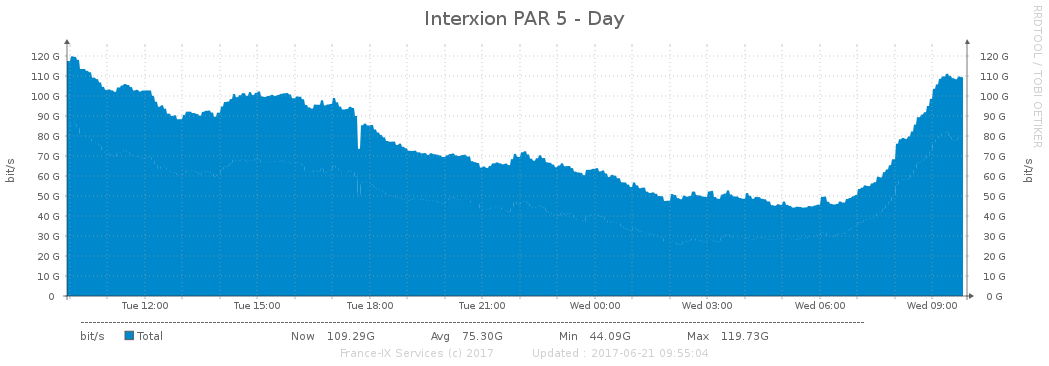 Interxion PAR 5 - Day
RRDTOOL / TOBI OETIKER
bit/s
120 G
110 G
100 G
90 G
80 G
70 G
60 G
50 G
40 G
30 G
20 G
10 G
0
120 G
110 G
100 G
90 G
80 G
70 G
60 G
50 G
40 G
30 G
20 G
10 G
0 G
bit/s
Tue 12:00 Tue 15:00 Tue 18:00 Tue 21:00 Wed 00:00 Wed 03:00 Wed 06:00 Wed 09:00
bit/s Total Now 109.29G Avg 75.30G Min 44.09G Max 119.73G
France-IX Services (c) 2017 Updated : 2017-06-21 09:55:04